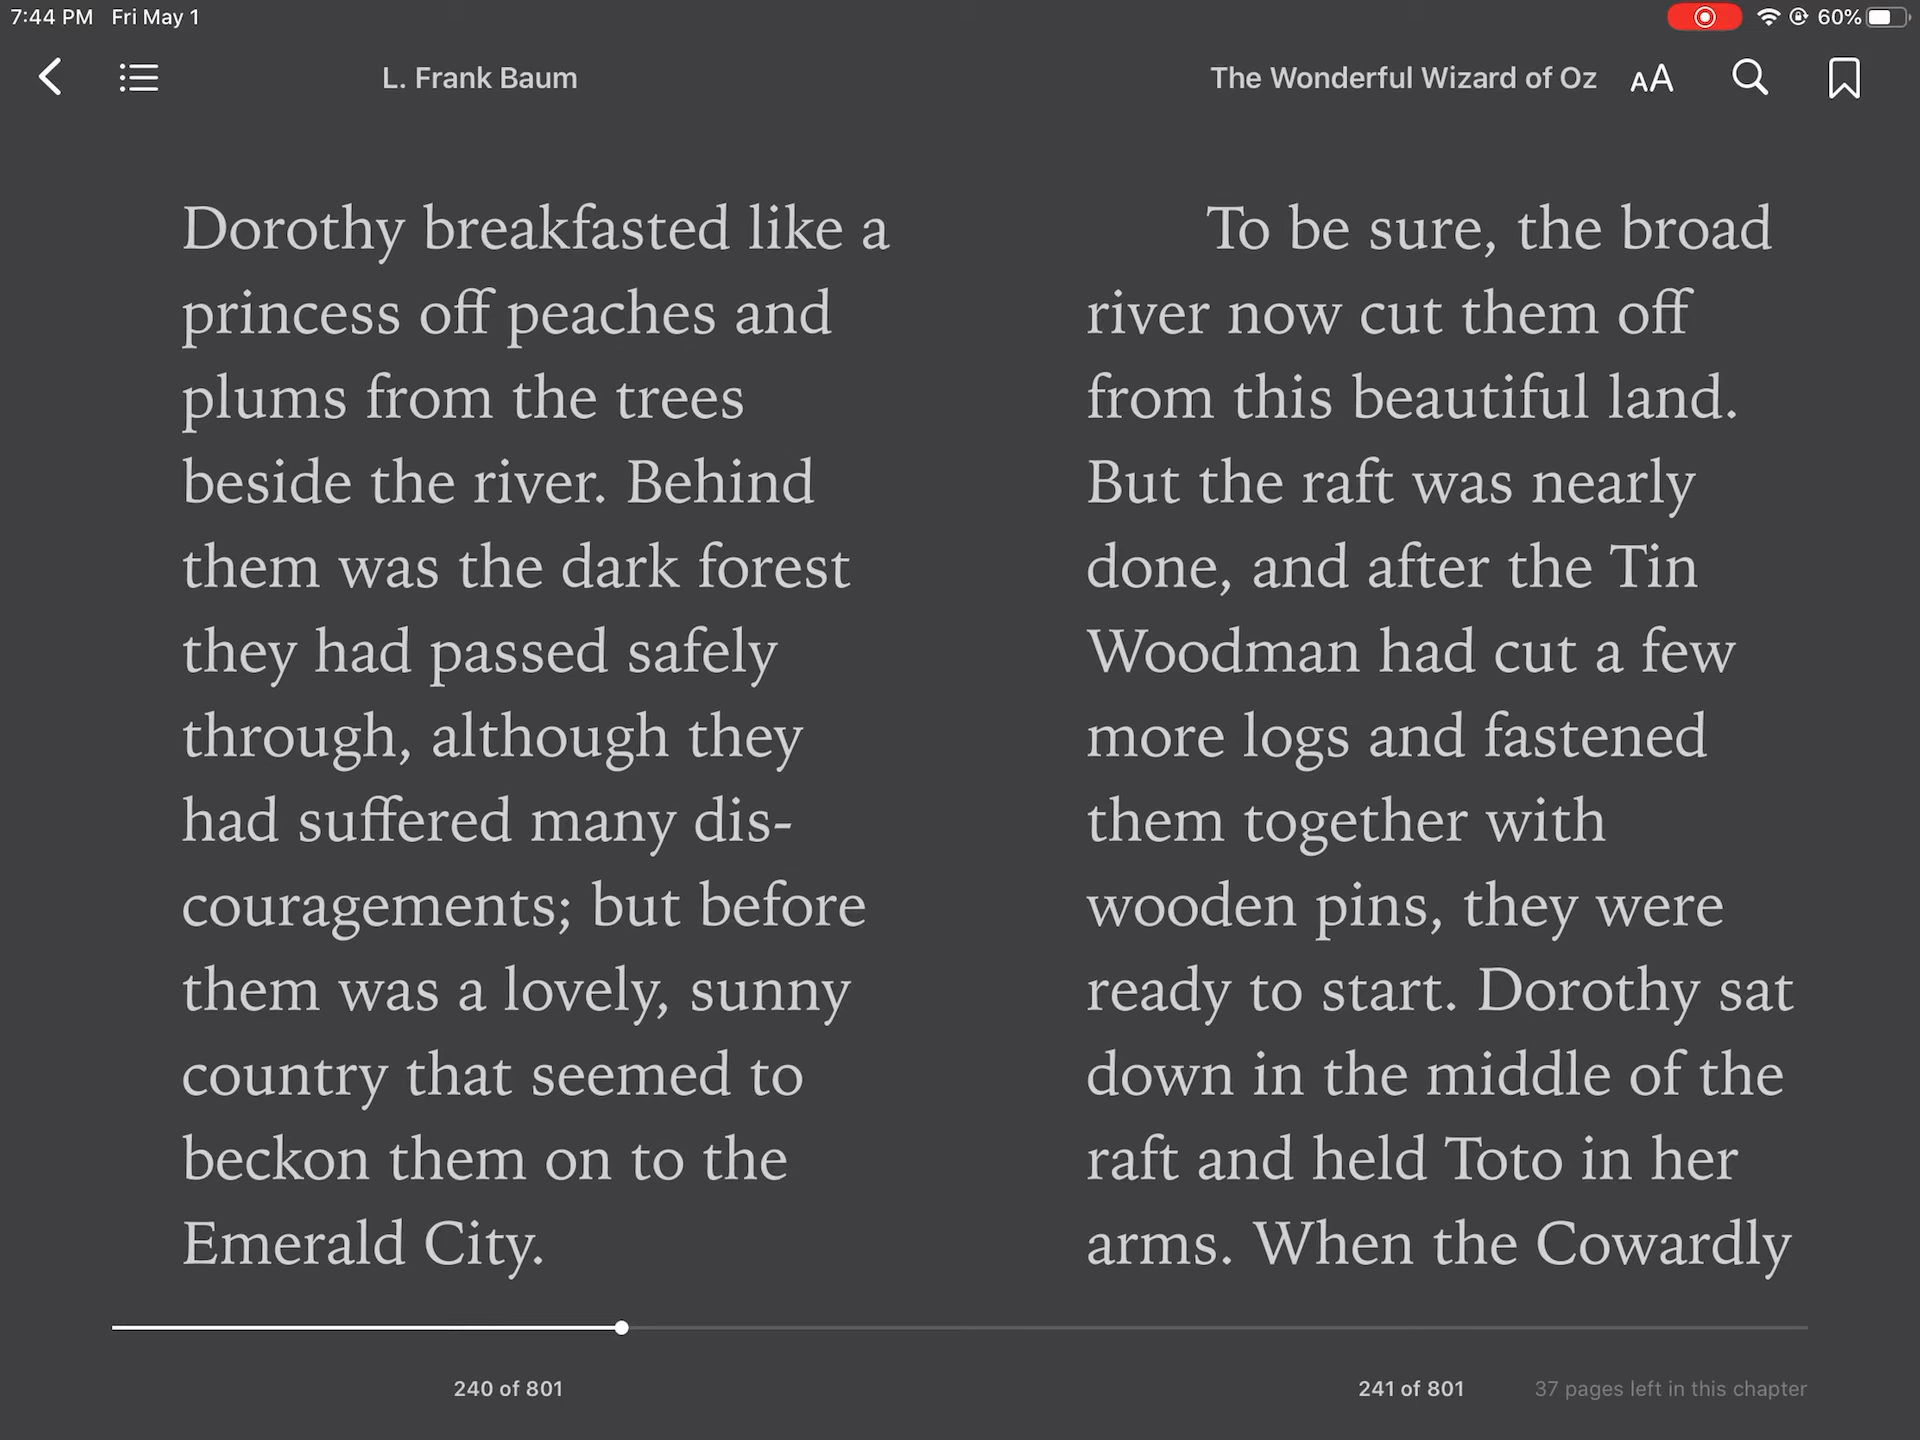 7:44 PM Fri May 1
60%
L. Frank Baum
The Wonderful Wizard of Oz
AA
Dorothy breakfasted like a
princess off peaches and
plums from the trees
beside the river. Behind
them was the dark forest
they had passed safely
through, although they
had suffered many dis-
couragements; but before
them was a lovely, sunny
country that seemed to
beckon them on to the
Emerald City.
To be sure, the broad
river now cut them off
from this beautiful land.
But the raft was nearly
done, and after the Tin
Woodman had cut a few
more logs and fastened
them together with
wooden pins, they were
ready to start. Dorothy sat
down in the middle of the
raft and held Toto in her
arms. When the Cowardly
240 of 801
241 of 801
37 pages left in this chapter